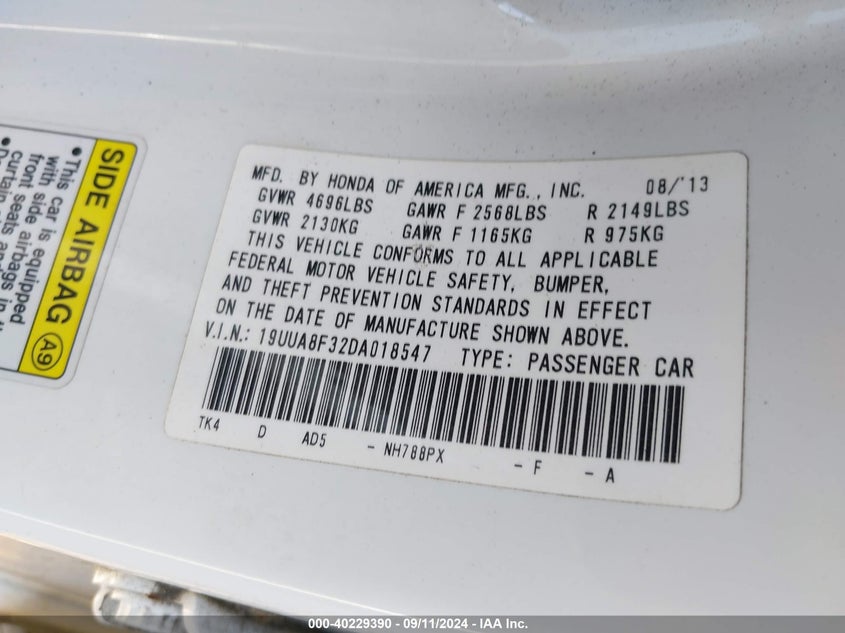 SIDE AIRBAG A9
•This car is equipped
with side airbags in
front seats and
curtain
MFD. BY HONDA OF AMERICA MFG., INC. 08/'13
GVWR 4696LBS GAWR F 2568LBS R 2149LBS
GVWR 2130KG GAWR F 1165KG R 975KG
THIS VEHICLE CONFORMS TO ALL APPLICABLE
FEDERAL MOTOR VEHICLE SAFETY, BUMPER,
AND THEFT PREVENTION STANDARDS IN EFFECT
ON THE DATE OF MANUFACTURE SHOWN ABOVE.
V.I.N.: 19UUA8F32DA018547 TYPE: PASSENGER CAR
TK4 D AD5 - NH788PX - F - A
000-40229390 - 09/11/2024 - IAA Inc.